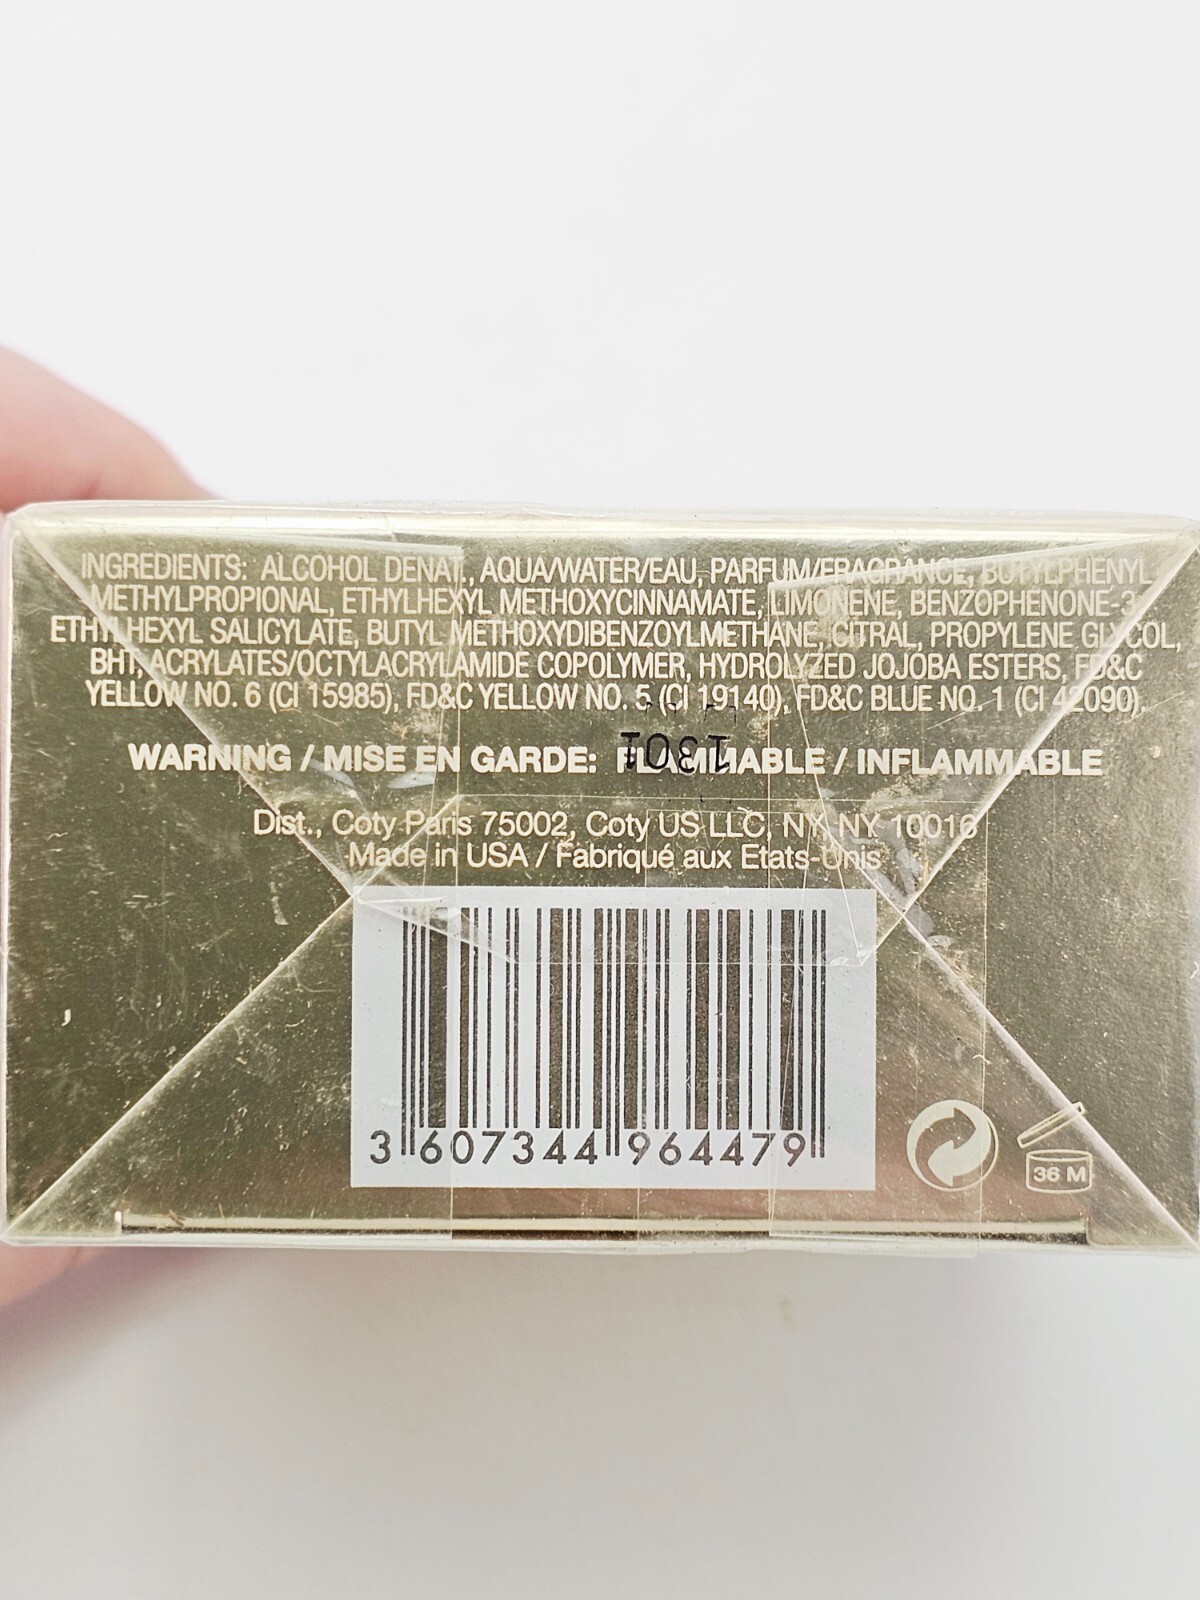 INGREDIENTS: ALCOHOL DENAT., AQUA/WATER/EAU, PARFUM/FRAGRANCE, BUTYLPHENYL
METHYLPROPIONAL, ETHYLHEXYL METHOXYCINNAMATE, LIMONENE, BENZOPHENONE-3,
ETHYLHEXYL SALICYLATE, BUTYL METHOXYDIBENZOYLMETHANE, CITRAL, PROPYLENE GLYCOL,
BHT, ACRYLATES/OCTYLACRYLAMIDE COPOLYMER, HYDROLYZED JOJOBA ESTERS, FD&C
YELLOW NO. 6 (CI 15985), FD&C YELLOW NO. 5 (CI 19140), FD&C BLUE NO. 1 (CI 42090).
1301
WARNING / MISE EN GARDE: FLAMMABLE / INFLAMMABLE
Dist., Coty Paris 75002, Coty US LLC, NY, NY 10016
Made in USA / Fabriqué aux Etats-Unis
3 607344 964479
36 M